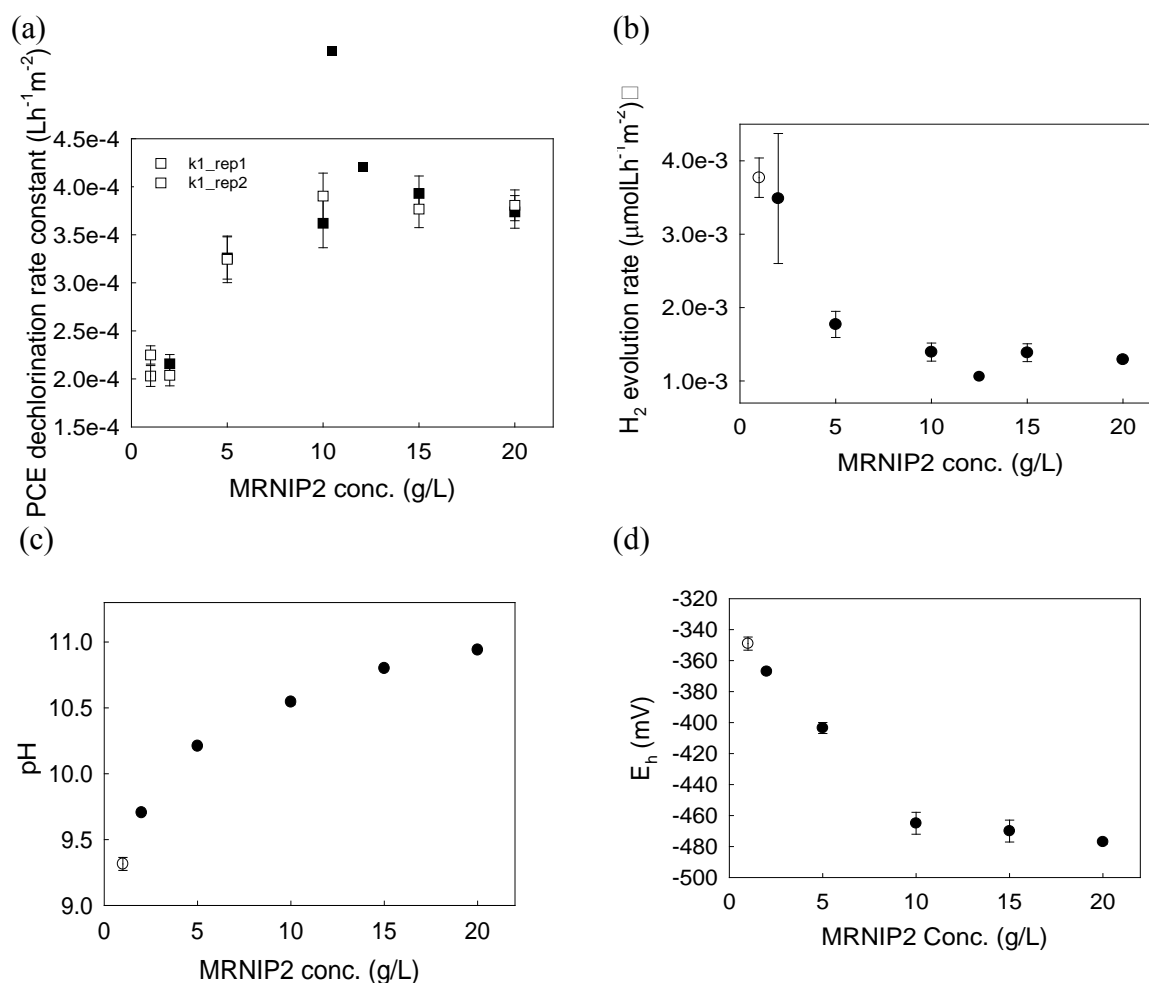 (a)
PCE dechlorination rate constant (Lh-1m-2)
4.5e-4
4.0e-4
3.5e-4
3.0e-4
2.5e-4
2.0e-4
1.5e-4
k1_rep1
k1_rep2
0 5 10 15 20
MRNIP2 conc. (g/L)
(b)
H2 evolution rate (μmolLh-1m-2)
4.0e-3
3.0e-3
2.0e-3
1.0e-3
0 5 10 15 20
MRNIP2 conc. (g/L)
(c)
pH
11.0
10.5
10.0
9.5
9.0
0 5 10 15 20
MRNIP2 conc. (g/L)
(d)
Eh (mV)
-320
-340
-360
-380
-400
-420
-440
-460
-480
-500
0 5 10 15 20
MRNIP2 Conc. (g/L)